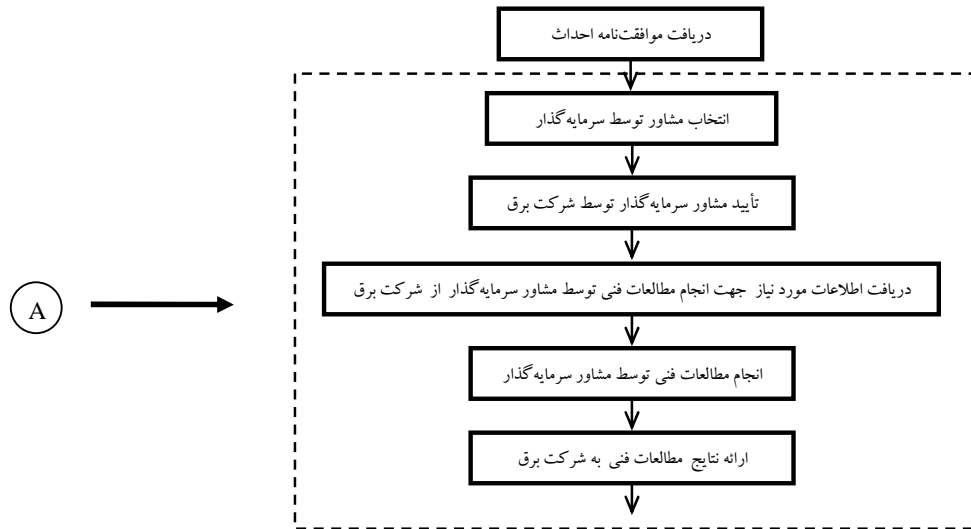 دریافت موافقت‌نامه احداث
انتخاب مشاور توسط سرمایه‌گذار
تأیید مشاور سرمایه‌گذار توسط شرکت برق
دریافت اطلاعات مورد نیاز جهت انجام مطالعات فنی توسط مشاور سرمایه‌گذار از شرکت برق
A
انجام مطالعات فنی توسط مشاور سرمایه‌گذار
ارائه نتایج مطالعات فنی به شرکت برق